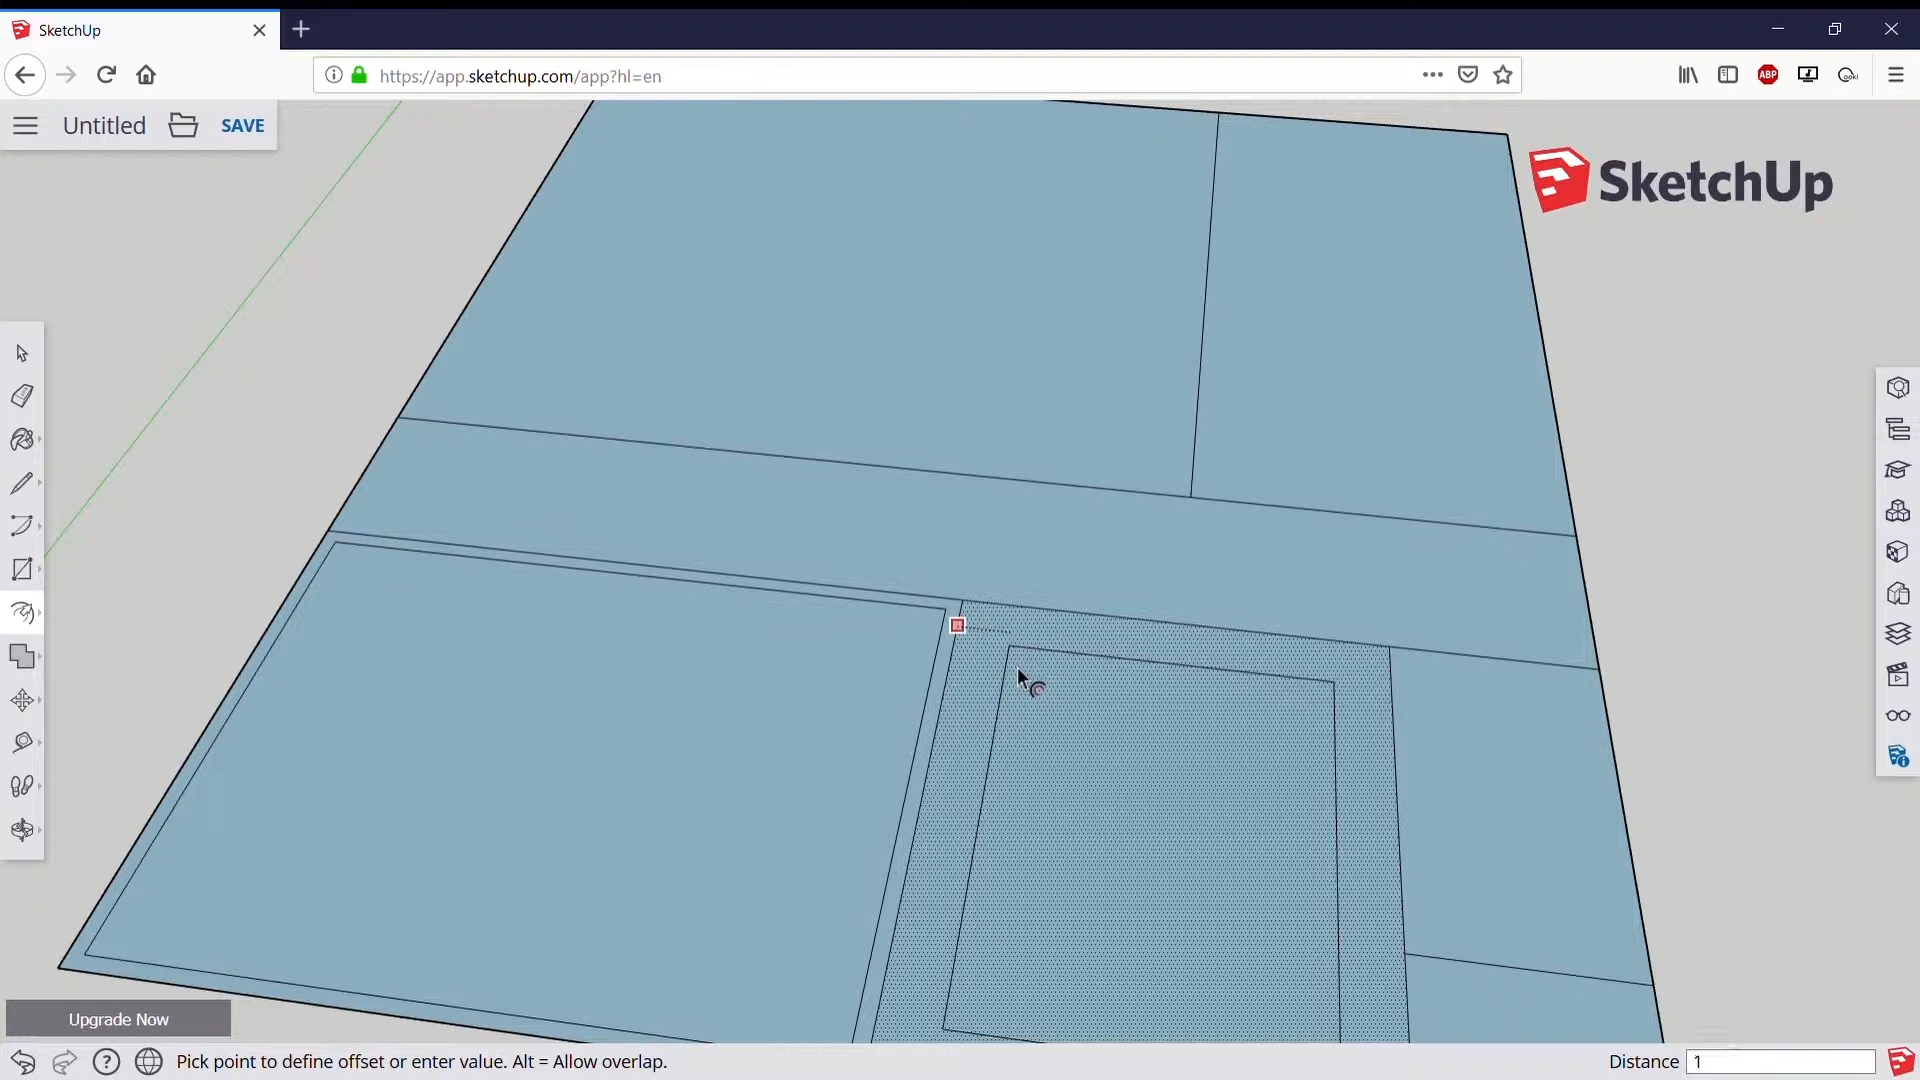 SketchUp
https://app.sketchup.com/app?hl=en
ABP
Untitled
SAVE
SketchUp
Upgrade Now
Pick point to define offset or enter value. Alt = Allow overlap.
Distance 1